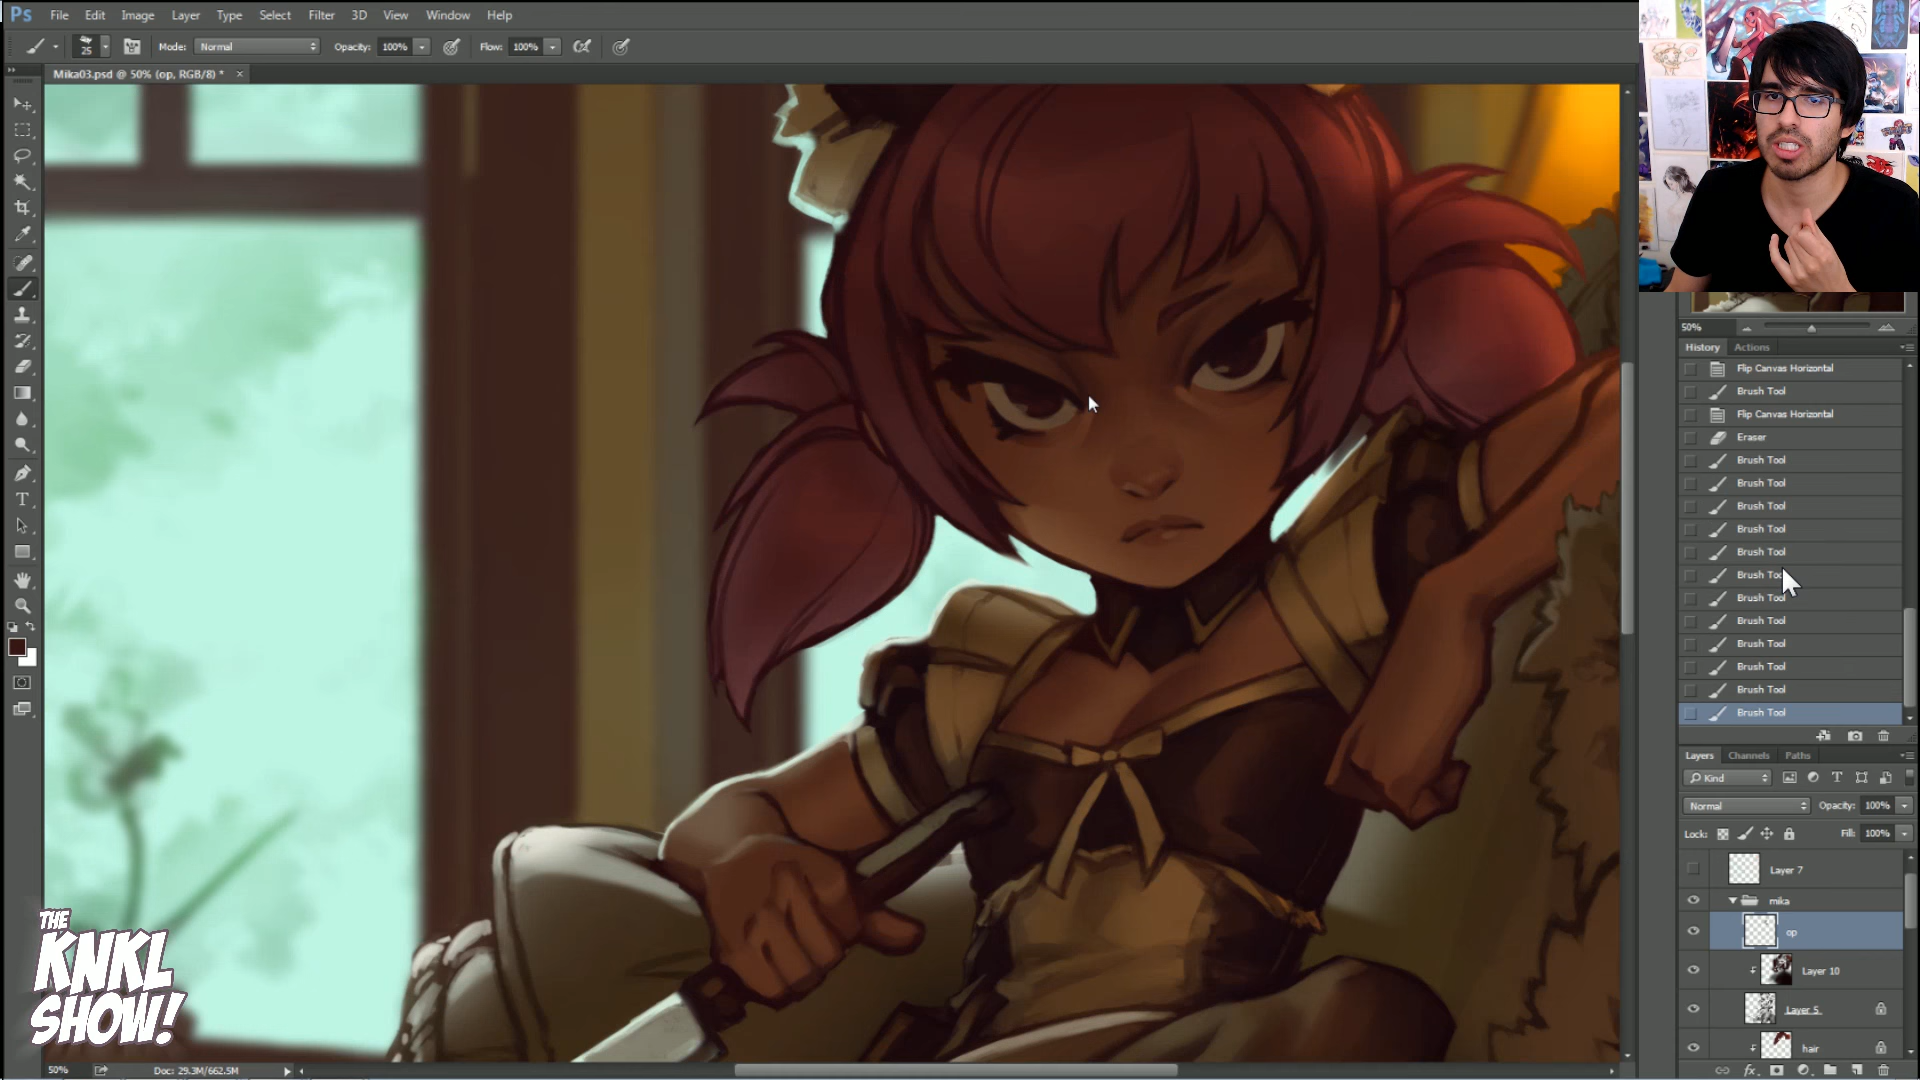 Ps File Edit Image Layer Type Select Filter 3D View Window Help
25 Mode: Normal Opacity: 100% Flow: 100%
Mika03.psd @ 50% (op, RGB/8) * ×
50%
History Actions
Flip Canvas Horizontal
Brush Tool
Flip Canvas Horizontal
Eraser
Brush Tool
Brush Tool
Brush Tool
Brush Tool
Brush Tool
Brush Tool
Brush Tool
Brush Tool
Brush Tool
Brush Tool
Brush Tool
Brush Tool
Layers Channels Paths
Kind
Normal Opacity: 100%
Lock: Fill: 100%
Layer 7
mika
op
Layer 10
Layer 5
hair
THE
KNKL
SHOW!
50% Doc: 29.3M/662.5M